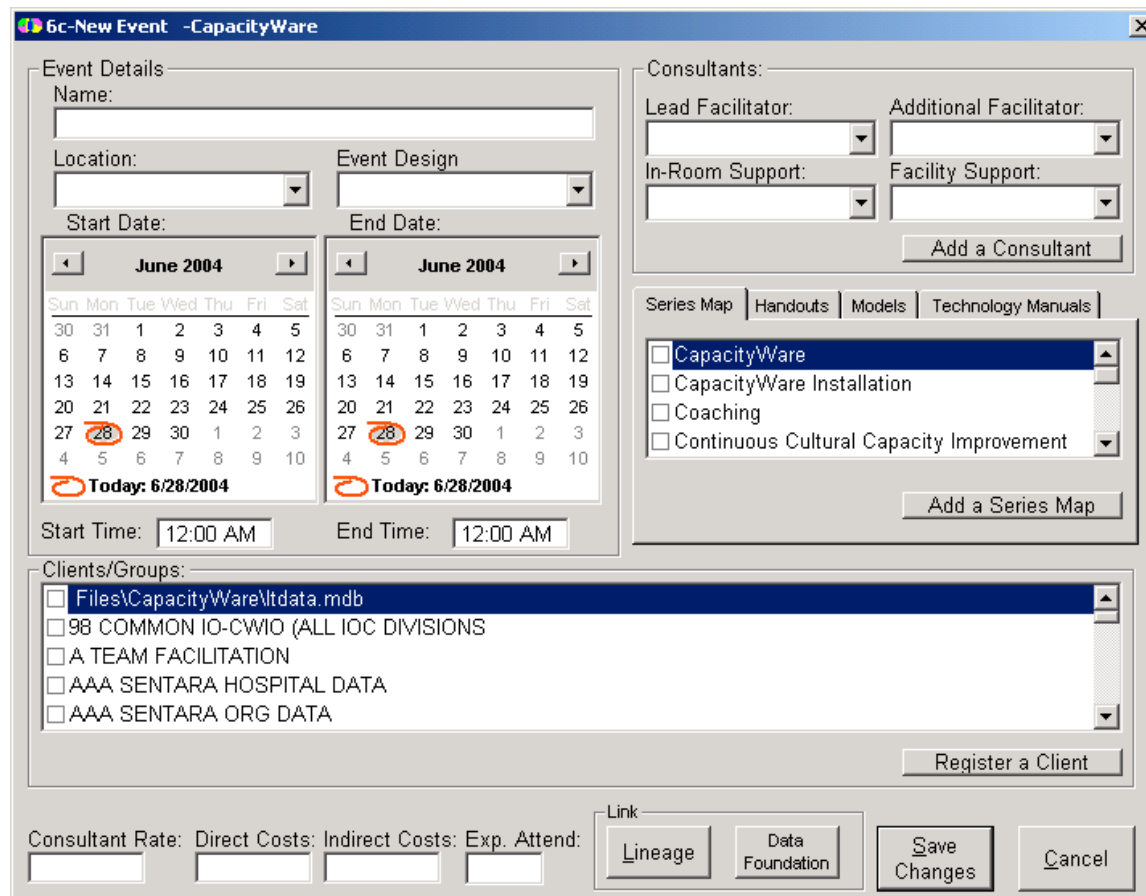 6c-New Event -CapacityWare
Event Details
Name:
Location:
Event Design
Start Date:
End Date:
June 2004
Sun Mon Tue Wed Thu Fri Sat
30 31 1 2 3 4 5
6 7 8 9 10 11 12
13 14 15 16 17 18 19
20 21 22 23 24 25 26
27 28 29 30 1 2 3
4 5 6 7 8 9 10
Today: 6/28/2004
June 2004
Sun Mon Tue Wed Thu Fri Sat
30 31 1 2 3 4 5
6 7 8 9 10 11 12
13 14 15 16 17 18 19
20 21 22 23 24 25 26
27 28 29 30 1 2 3
4 5 6 7 8 9 10
Today: 6/28/2004
Start Time: 12:00 AM
End Time: 12:00 AM
Consultants:
Lead Facilitator:
Additional Facilitator:
In-Room Support:
Facility Support:
Add a Consultant
Series Map Handouts Models Technology Manuals
CapacityWare
CapacityWare Installation
Coaching
Continuous Cultural Capacity Improvement
Add a Series Map
Clients/Groups:
Files\CapacityWare\ltdata.mdb
98 COMMON IO-CWIO (ALL IOC DIVISIONS
A TEAM FACILITATION
AAA SENTARA HOSPITAL DATA
AAA SENTARA ORG DATA
Register a Client
Consultant Rate: Direct Costs: Indirect Costs: Exp. Attend:
Link
Lineage
Data
Foundation
Save
Changes
Cancel